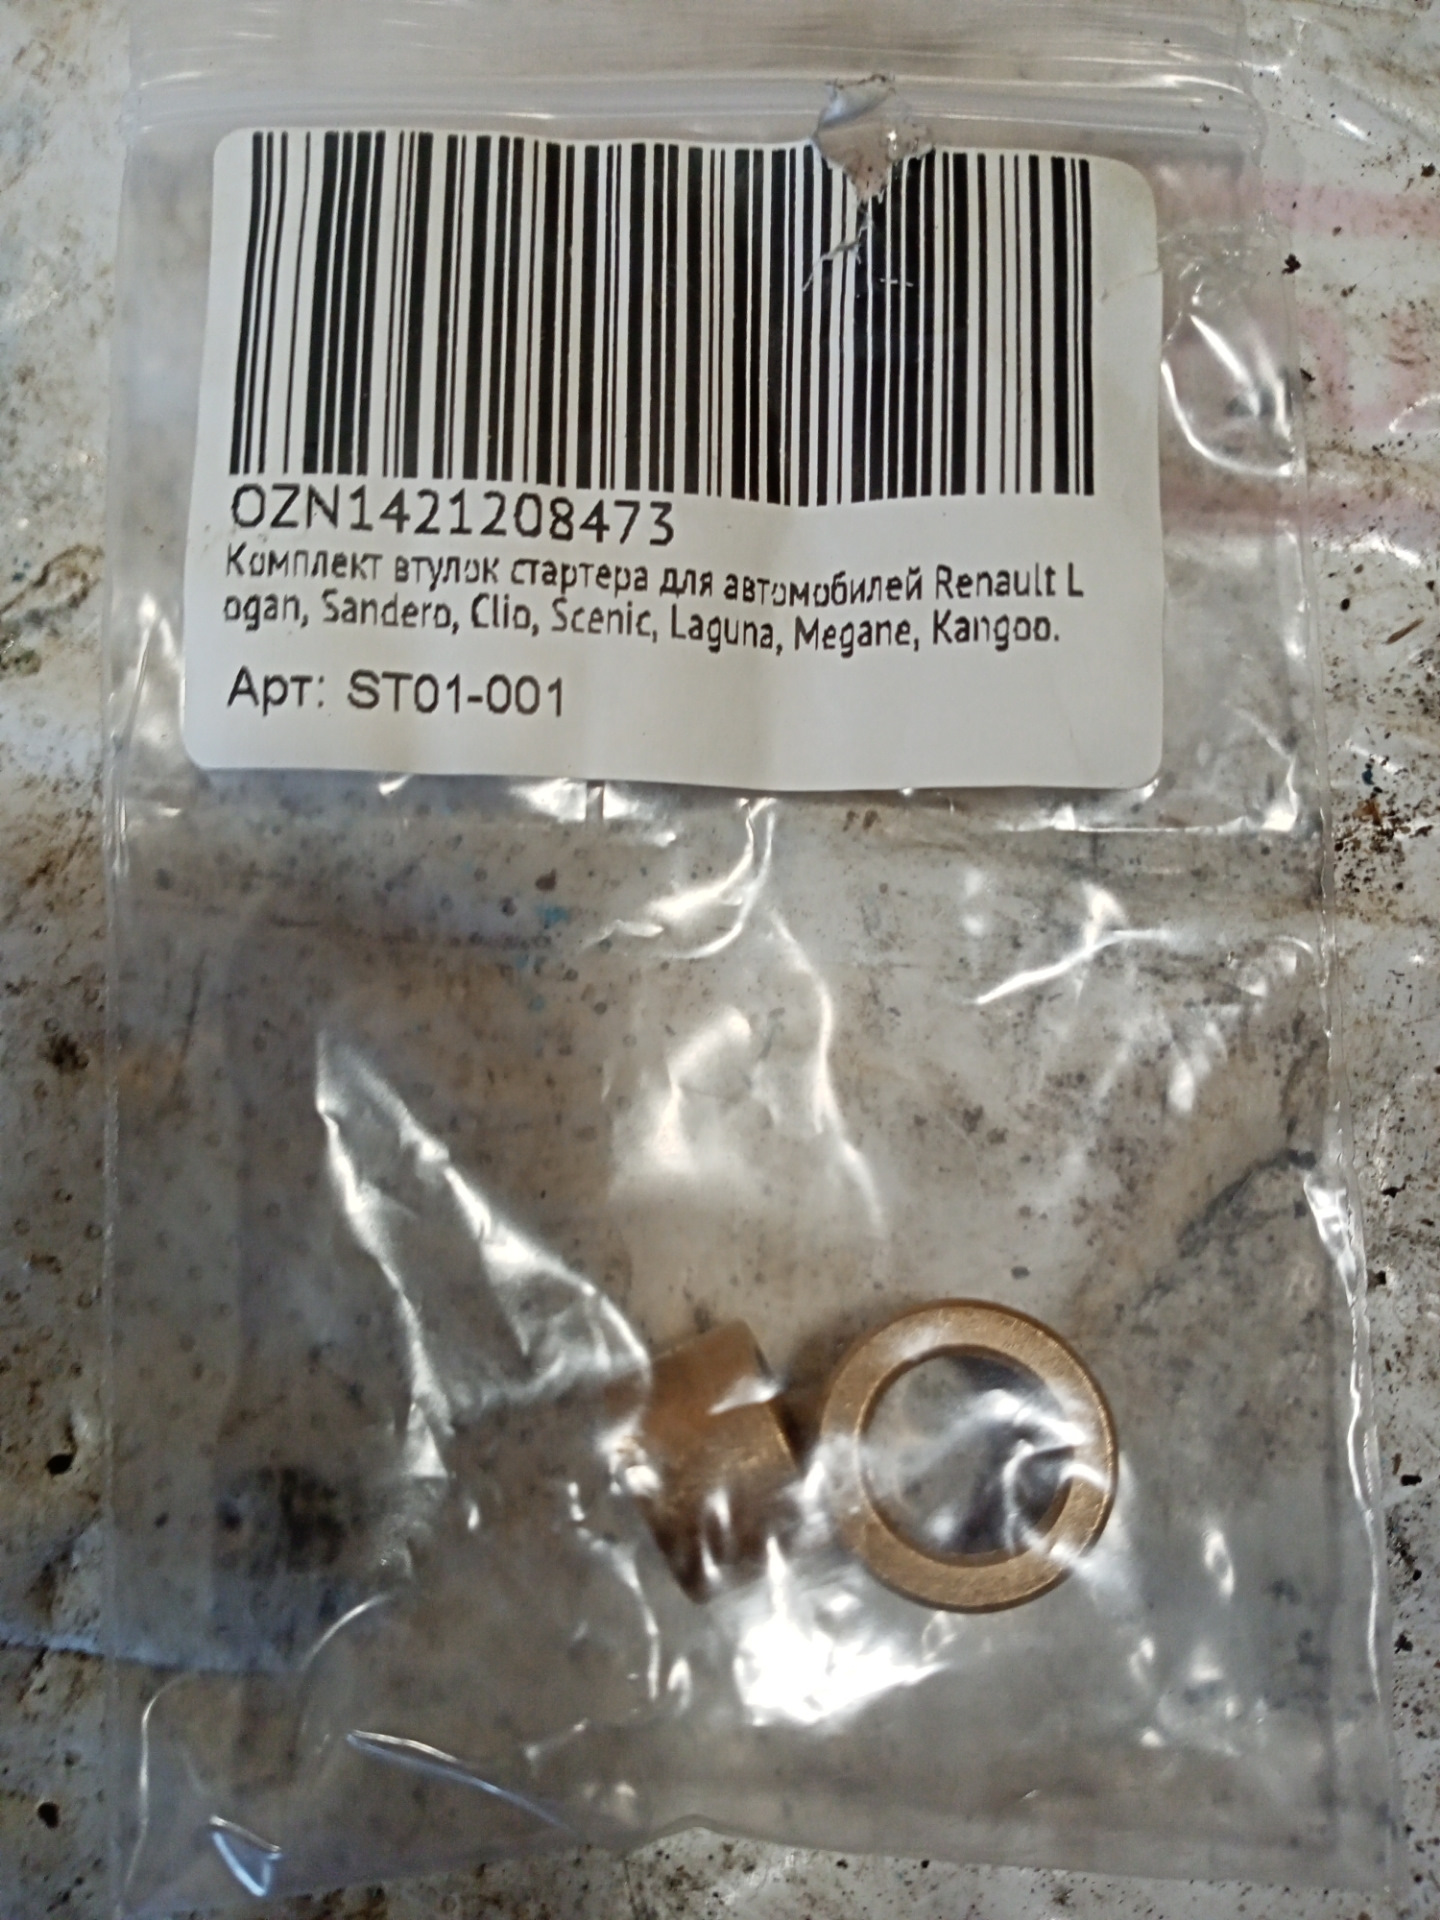 OZN1421208473
Комплект втулок стартера для автомобилей Renault L
ogan, Sandero, Clio, Scenic, Laguna, Megane, Kangoo.
Арт: ST01-001